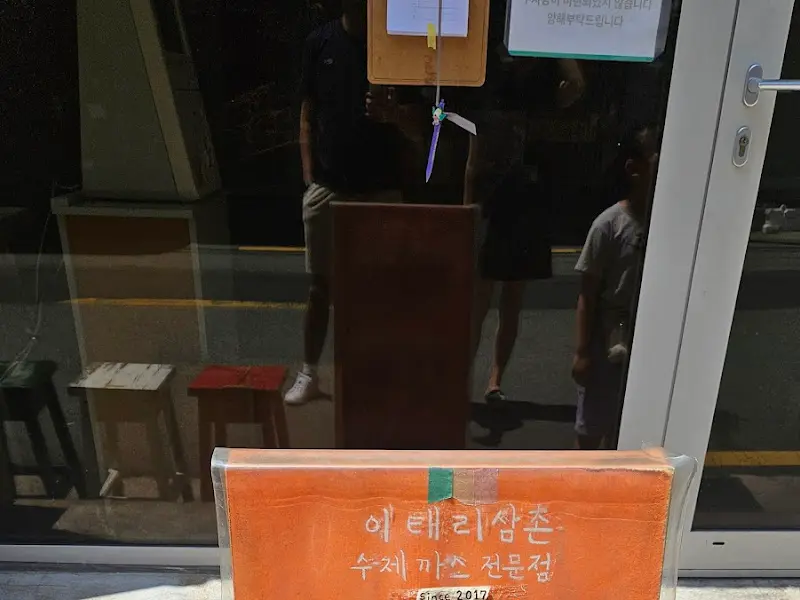 양해부탁드립니다
에태리삼촌
수제 까스 전문점
since 2017